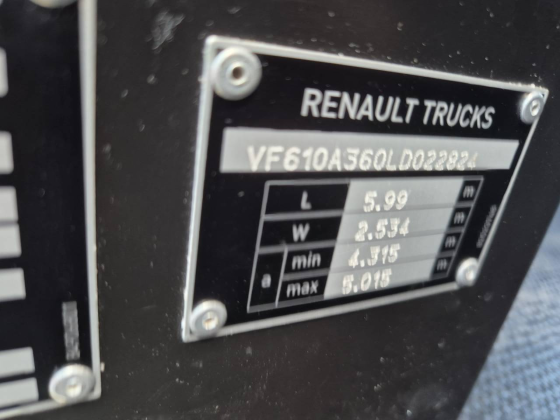 RENAULT TRUCKS
VF610A360LD022824
L 5.99 m
W 2.534 m
a min 4.315 m
max 5.015 m